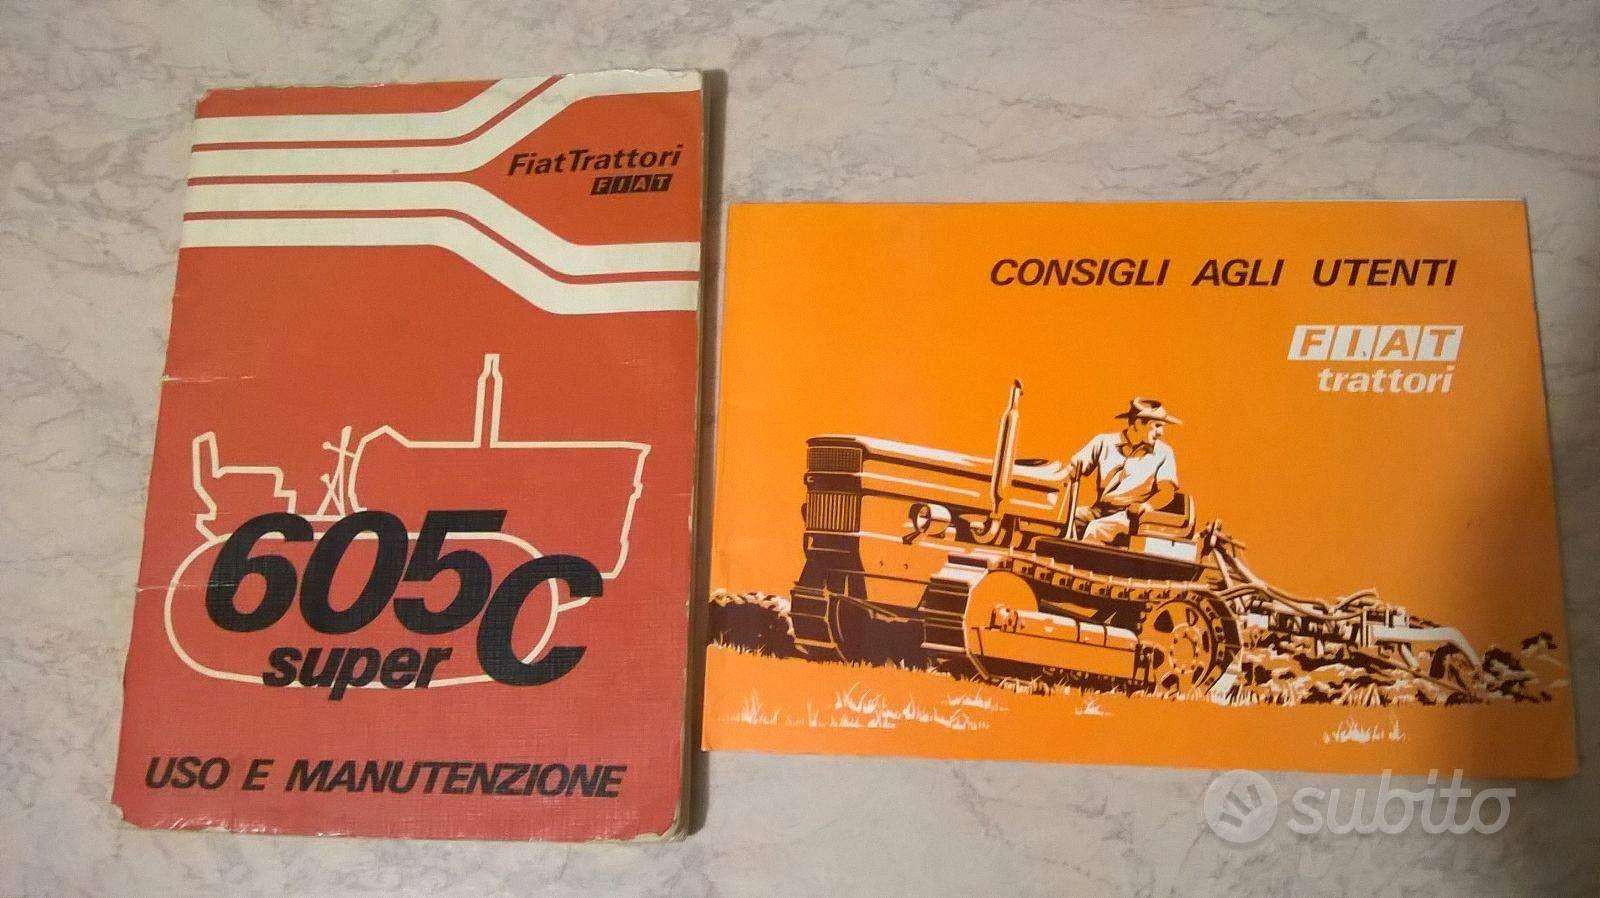 FiatTrattori
FIAT
605C
super
USO E MANUTENZIONE
CONSIGLI AGLI UTENTI
FIAT
trattori
subito